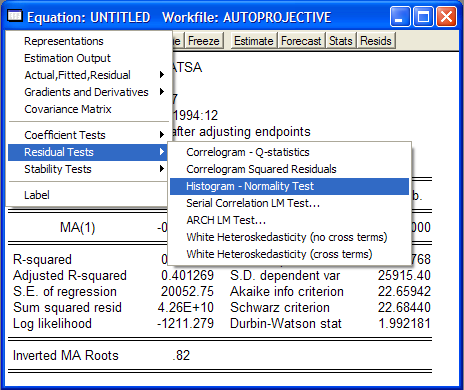 Equation: UNTITLED Workfile: AUTOPROJECTIVE
Freeze Estimate Forecast Stats Resids
Representations
Estimation Output
Actual,Fitted,Residual
Gradients and Derivatives
Covariance Matrix
Coefficient Tests
Residual Tests
Stability Tests
Label
ATSA
7
1994:12
after adjusting endpoints
Correlogram - Q-statistics
Correlogram Squared Residuals
Histogram - Normality Test
Serial Correlation LM Test...
ARCH LM Test...
White Heteroskedasticity (no cross terms)
White Heteroskedasticity (cross terms)
b.
MA(1) -0 000
R-squared 0. 768
Adjusted R-squared 0.401269 S.D. dependent var 25915.40
S.E. of regression 20052.75 Akaike info criterion 22.65942
Sum squared resid 4.26E+10 Schwarz criterion 22.68440
Log likelihood -1211.279 Durbin-Watson stat 1.992181
Inverted MA Roots .82